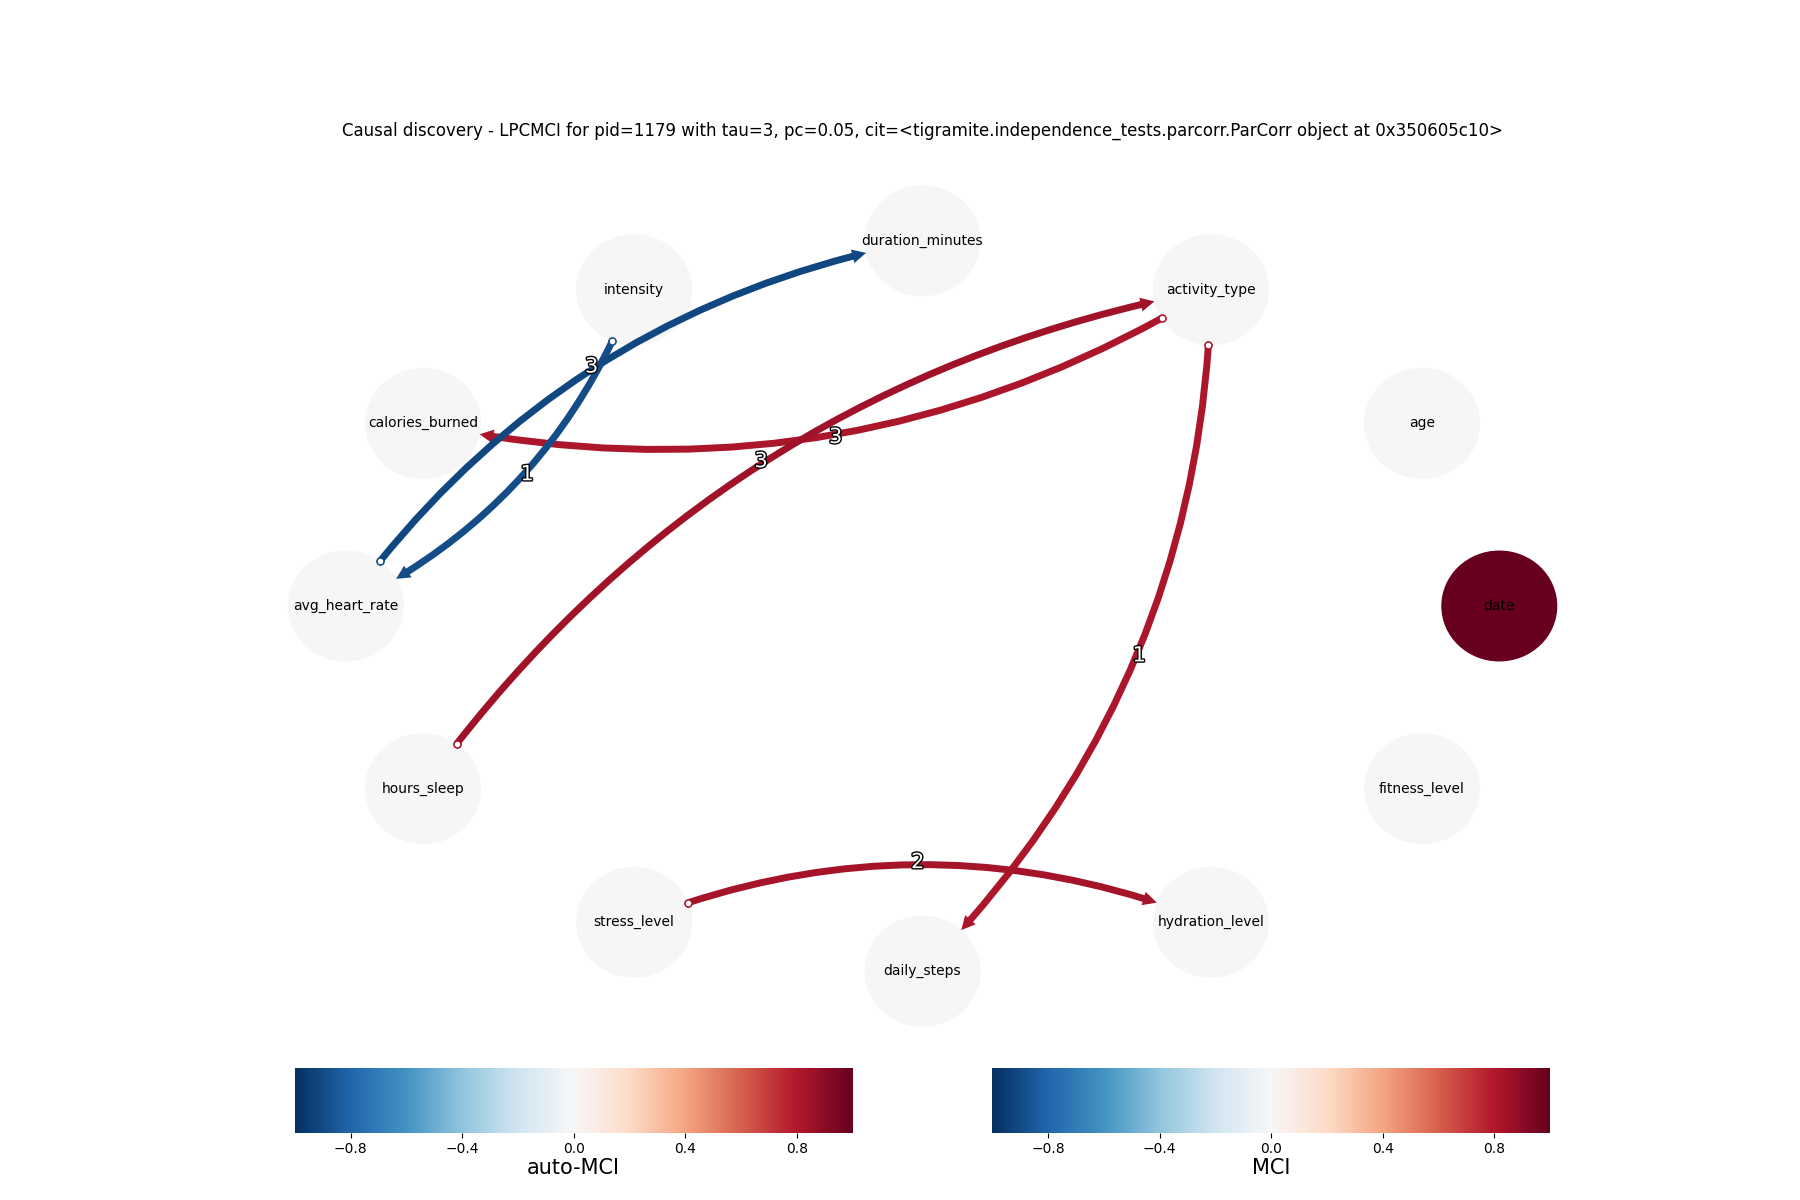 Causal discovery - LPCMCI for pid=1179 with tau=3, pc=0.05, cit=<tigramite.independence_tests.parcorr.ParCorr object at 0x350605c10>
duration_minutes
intensity
activity_type
3
calories_burned
age
3
3
1
avg_heart_rate
date
1
hours_sleep
fitness_level
2
stress_level
hydration_level
daily_steps
−0.8 −0.4 0.0 0.4 0.8
auto-MCI
−0.8 −0.4 0.0 0.4 0.8
MCI